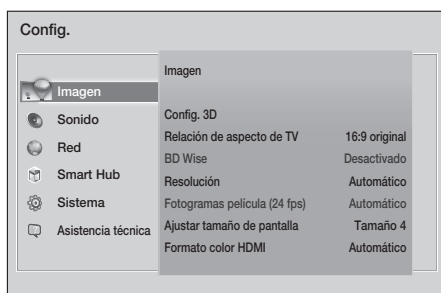 Config.
Imagen
Sonido
Red
Smart Hub
Sistema
Asistencia técnica
Imagen
Config. 3D
Relación de aspecto de TV 16:9 original
BD Wise Desactivado
Resolución Automático
Fotogramas película (24 fps) Automático
Ajustar tamaño de pantalla Tamaño 4
Formato color HDMI Automático